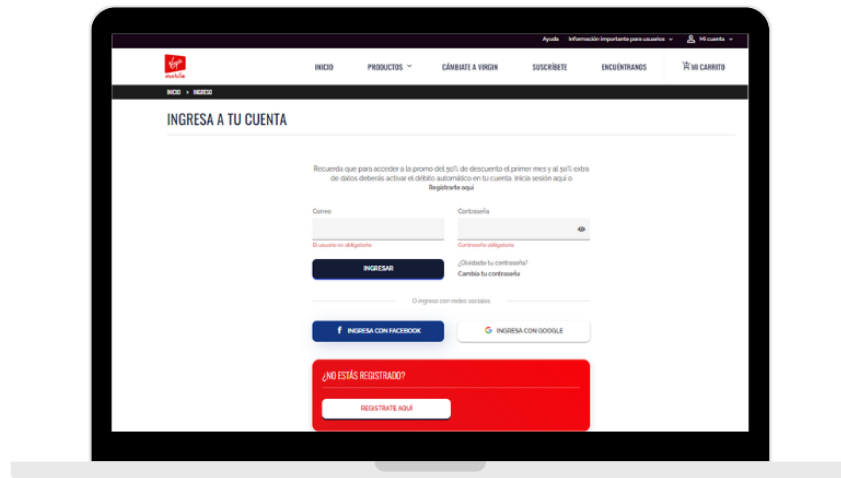 Ayuda Información importante para usuarios Mi cuenta
Virgin
mobile
INICIO PRODUCTOS CÁMBIATE A VIRGIN SUSCRÍBETE ENCUÉNTRANOS MI CARRITO
INICIO > INGRESO
INGRESA A TU CUENTA
Recuerda que para acceder a la promo del 50% de descuento el primer mes y al 50% extra
de datos deberás activar el débito automático en tu cuenta. Inicia sesión aquí o
Registrarte aquí
Correo Contraseña
El usuario es obligatorio. Contraseña obligatoria.
INGRESAR
¿Olvidaste tu contraseña?
Cambia tu contraseña
O ingresa con redes sociales
f INGRESA CON FACEBOOK G INGRESA CON GOOGLE
¿NO ESTÁS REGISTRADO?
REGISTRATE AQUÍ